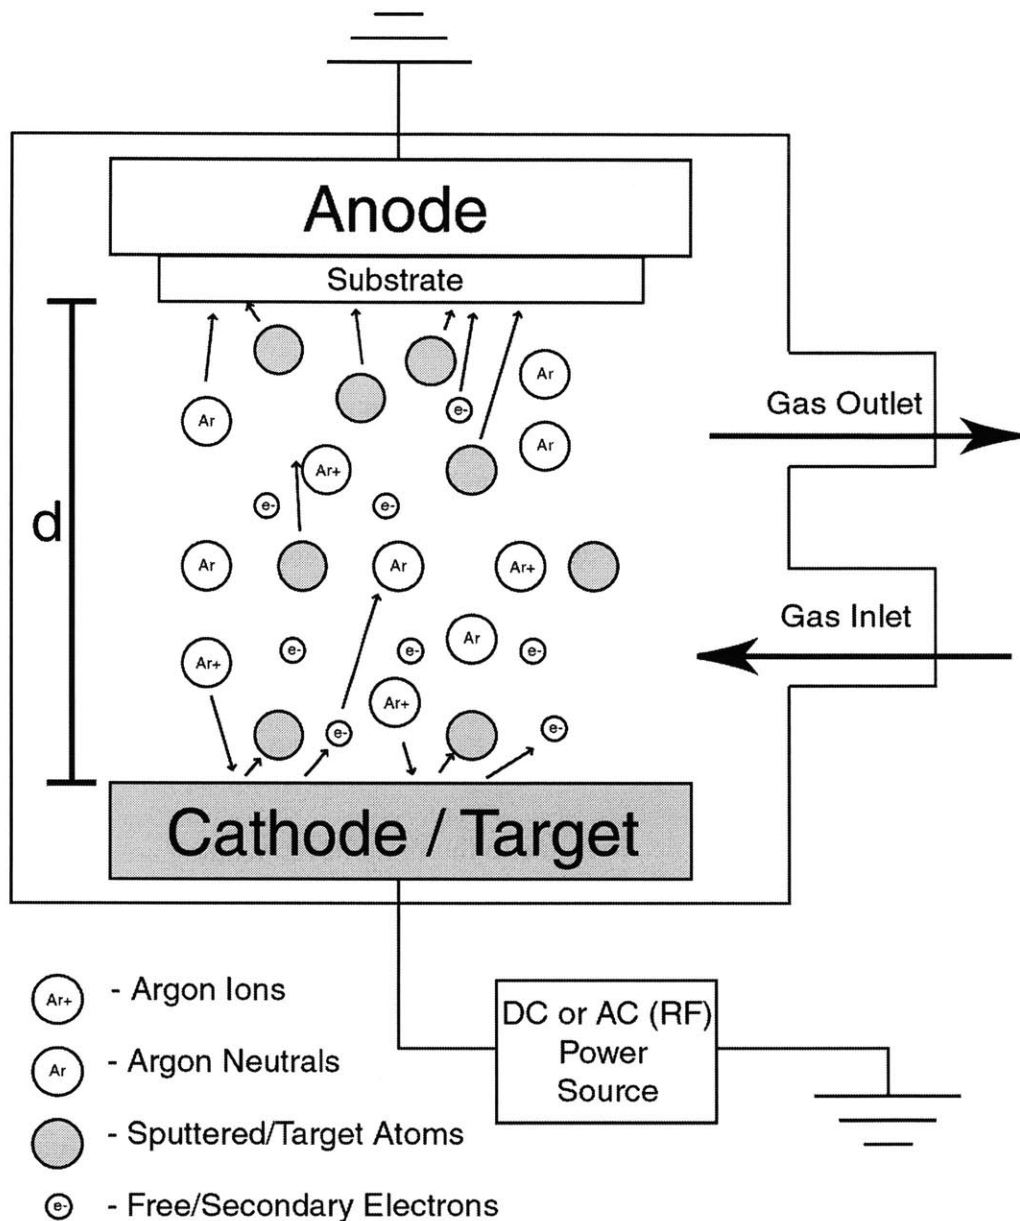 Anode
Substrate
Ar
e-
Ar
Gas Outlet
Ar
Ar+
e-
e-
d
Ar
Ar
Ar+
Gas Inlet
Ar
e-
e-
e-
Ar+
Ar+
e-
e-
Cathode / Target
Ar+ - Argon Ions
DC or AC (RF)
Power
Source
Ar - Argon Neutrals
- Sputtered/Target Atoms
e- - Free/Secondary Electrons